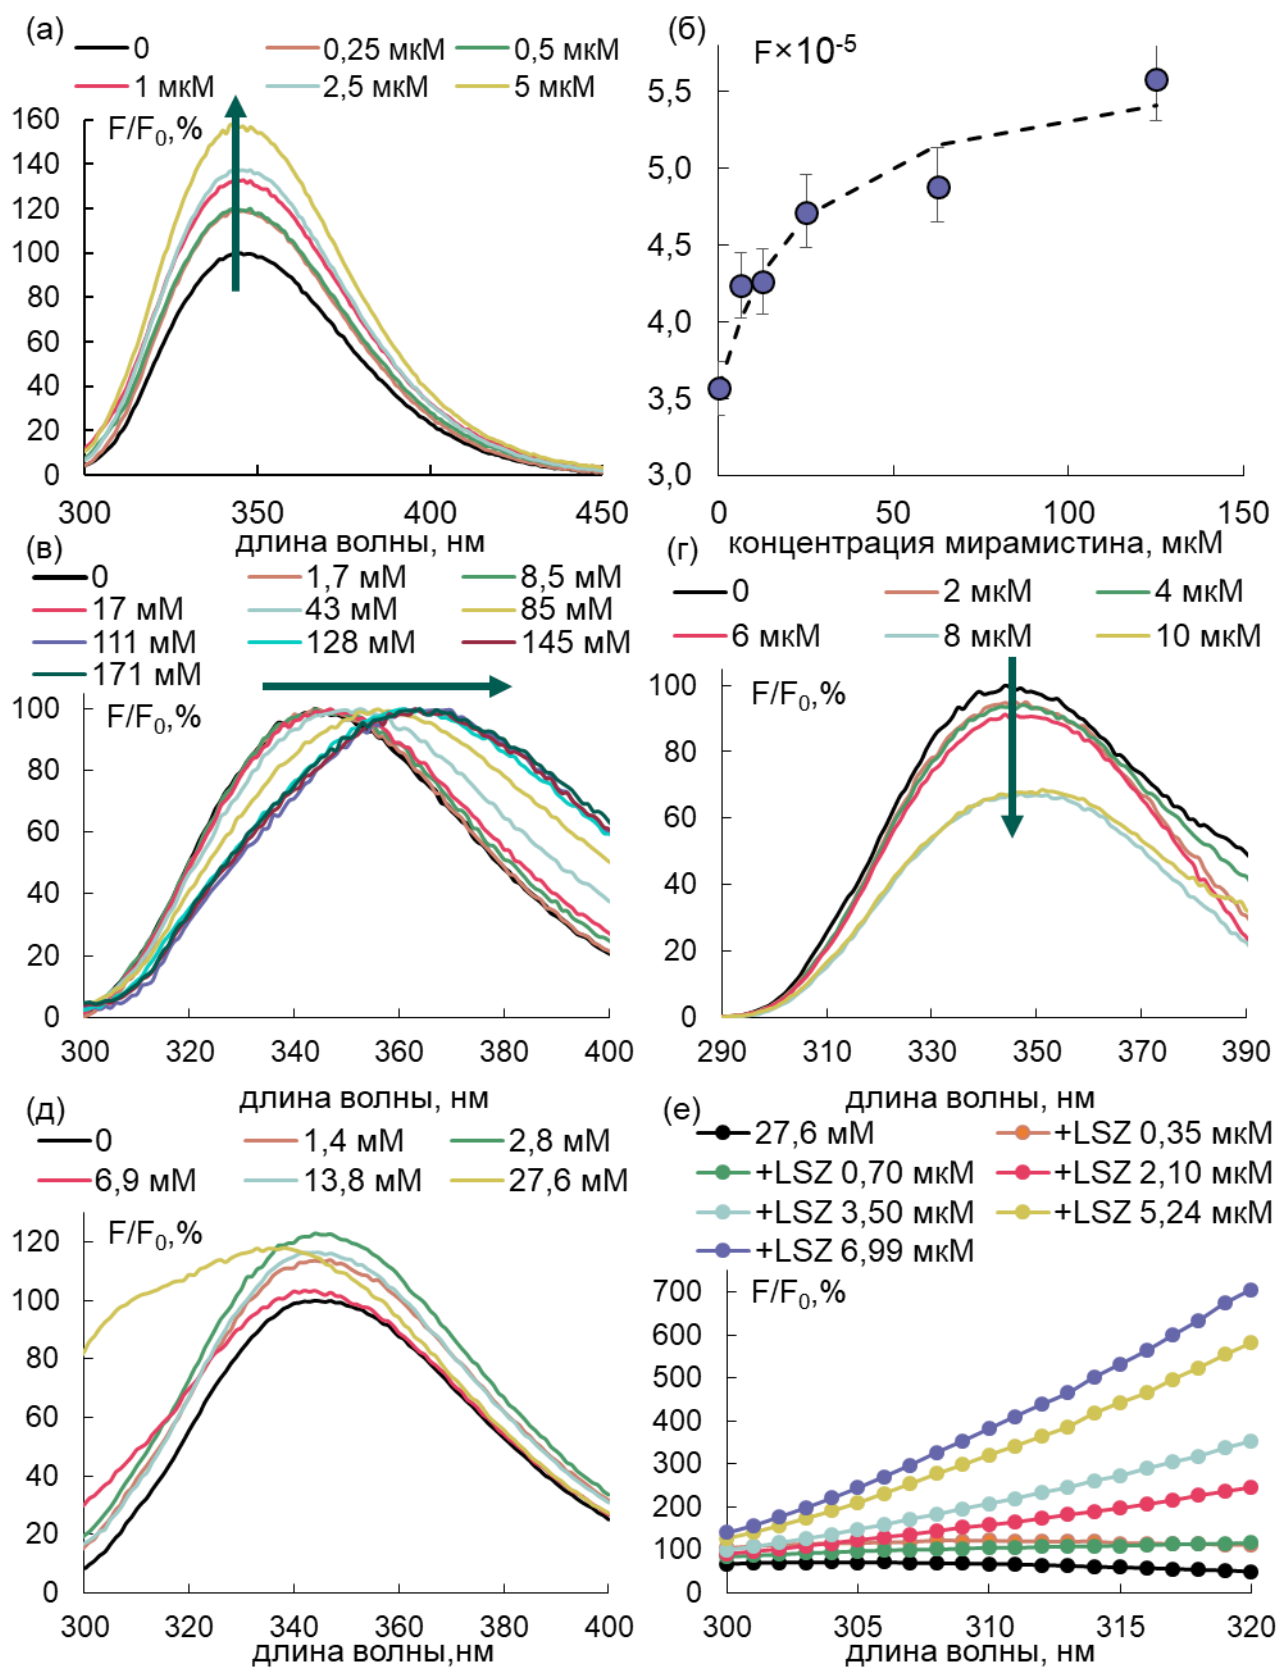 (а)
0
0,25 мкМ
0,5 мкМ
1 мкМ
2,5 мкМ
5 мкМ
F/F₀,%
160
140
120
100
80
60
40
20
0
300
350
400
450
длина волны, нм
(б)
F×10⁻⁵
5,5
5,0
4,5
4,0
3,5
3,0
0
50
100
150
концентрация мирамистина, мкМ
(в)
0
1,7 мМ
8,5 мМ
17 мМ
43 мМ
85 мМ
111 мМ
128 мМ
145 мМ
171 мМ
F/F₀,%
100
80
60
40
20
0
300
320
340
360
380
400
длина волны, нм
(г)
0
2 мкМ
4 мкМ
6 мкМ
8 мкМ
10 мкМ
F/F₀,%
100
80
60
40
20
0
290
310
330
350
370
390
длина волны, нм
(д)
0
1,4 мМ
2,8 мМ
6,9 мМ
13,8 мМ
27,6 мМ
F/F₀,%
120
100
80
60
40
20
0
300
320
340
360
380
400
длина волны,нм
(е)
27,6 мМ
+LSZ 0,35 мкМ
+LSZ 0,70 мкМ
+LSZ 2,10 мкМ
+LSZ 3,50 мкМ
+LSZ 5,24 мкМ
+LSZ 6,99 мкМ
F/F₀,%
700
600
500
400
300
200
100
0
300
305
310
315
320
длина волны, нм